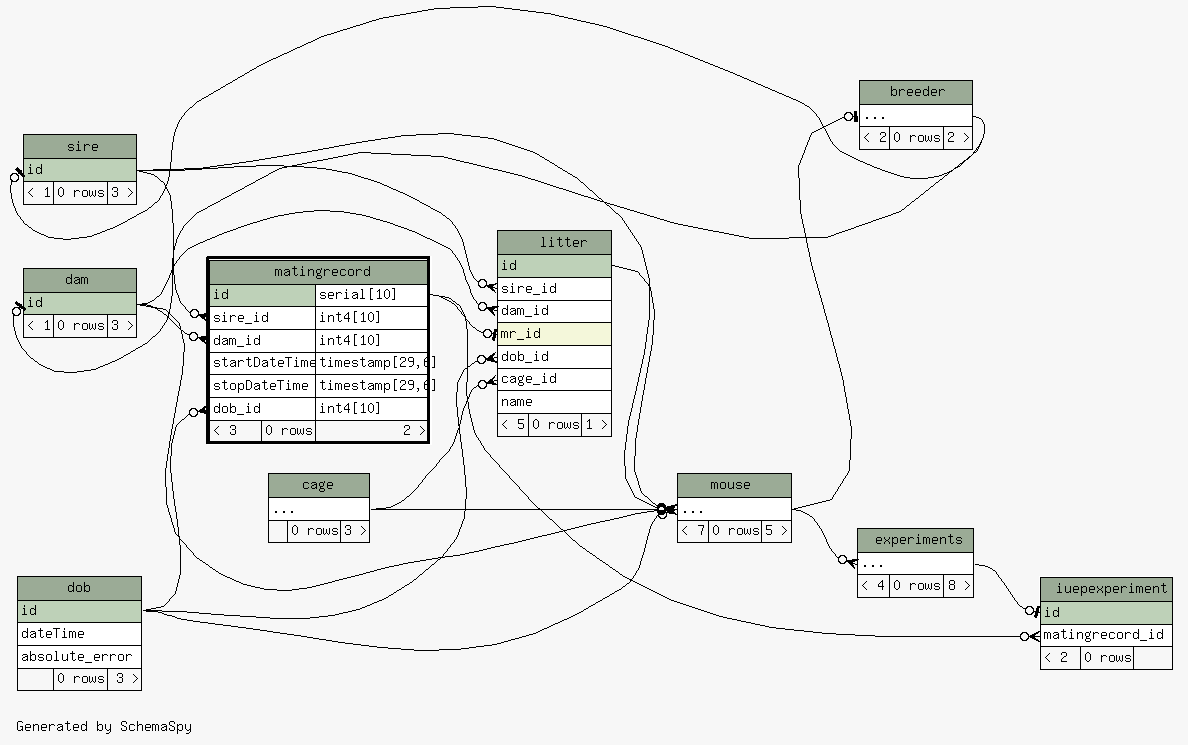 breeder
...
< 2 0 rows 2 >
sire
id
< 1 0 rows 3 >
dam
id
< 1 0 rows 3 >
matingrecord
id serial[10]
sire_id int4[10]
dam_id int4[10]
startDateTime timestamp[29,6]
stopDateTime timestamp[29,6]
dob_id int4[10]
< 3 0 rows 2 >
litter
id
sire_id
dam_id
mr_id
dob_id
cage_id
name
< 5 0 rows 1 >
cage
...
0 rows 3 >
mouse
...
< 7 0 rows 5 >
experiments
...
< 4 0 rows 8 >
dob
id
dateTime
absolute_error
0 rows 3 >
iuepexperiment
id
matingrecord_id
< 2 0 rows
Generated by SchemaSpy